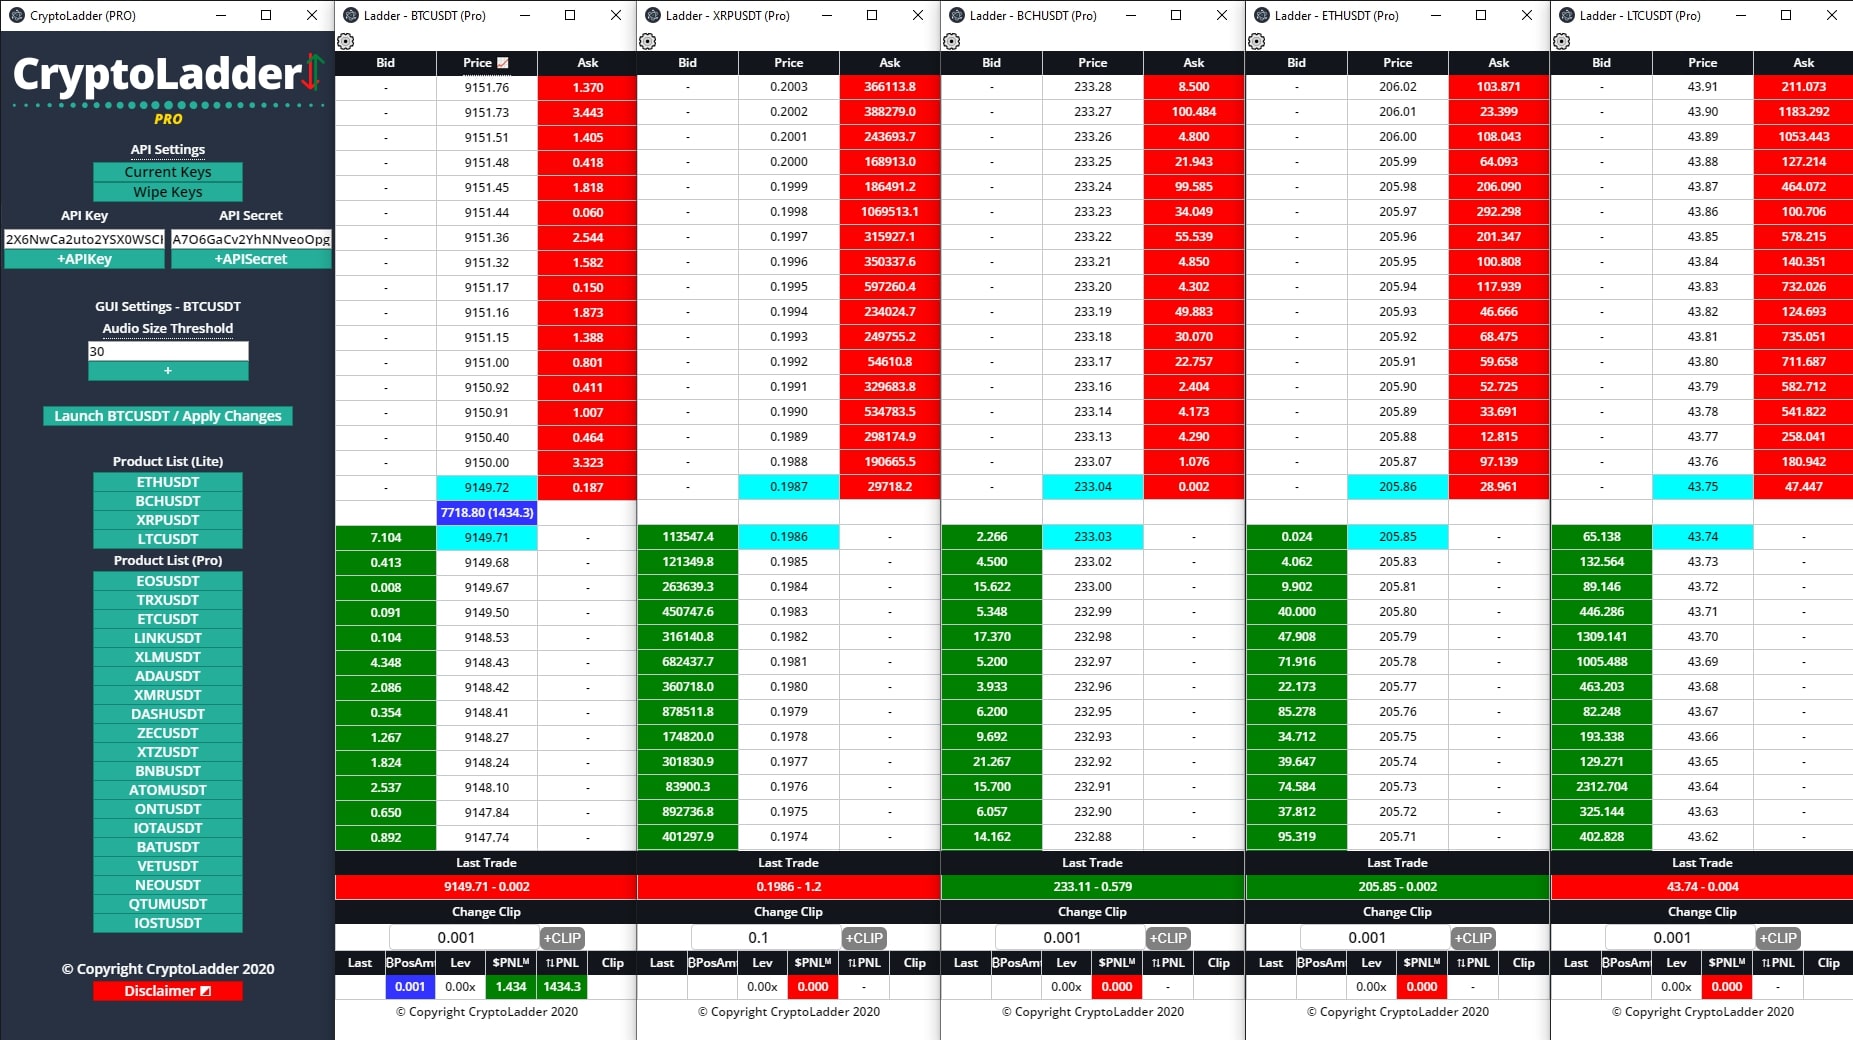 CryptoLadder (PRO)
CryptoLadder
PRO
API Settings
Current Keys
Wipe Keys
API Key API Secret
2X6NwCa2uto2YSX0WSC A7O6GaCv2YhNNveoOpg
+APIKey +APISecret
GUI Settings - BTCUSDT
Audio Size Threshold
30
+
Launch BTCUSDT / Apply Changes
Product List (Lite)
ETHUSDT
BCHUSDT
XRPUSDT
LTCUSDT
Product List (Pro)
EOSUSDT
TRXUSDT
ETCUSDT
LINKUSDT
XLMUSDT
ADAUSDT
XMRUSDT
DASHUSDT
ZECUSDT
XTZUSDT
BNBUSDT
ATOMUSDT
ONTUSDT
IOTAUSDT
BATUSDT
VETUSDT
NEOUSDT
QTUMUSDT
IOSTUSDT
© Copyright CryptoLadder 2020
Disclaimer
Ladder - BTCUSDT (Pro)
Bid Price Ask
- 9151.76 1.370
- 9151.73 3.443
- 9151.51 1.405
- 9151.48 0.418
- 9151.45 1.818
- 9151.44 0.060
- 9151.36 2.544
- 9151.32 1.582
- 9151.17 0.150
- 9151.16 1.873
- 9151.15 1.388
- 9151.00 0.801
- 9150.92 0.411
- 9150.91 1.007
- 9150.40 0.464
- 9150.00 3.323
- 9149.72 0.187
7718.80 (1434.3)
7.104 9149.71 -
0.413 9149.68 -
0.008 9149.67 -
0.091 9149.50 -
0.104 9148.53 -
4.348 9148.43 -
2.086 9148.42 -
0.354 9148.41 -
1.267 9148.27 -
1.824 9148.24 -
2.537 9148.10 -
0.650 9147.84 -
0.892 9147.74 -
Last Trade
9149.71 - 0.002
Change Clip
0.001 +CLIP
Last ₿PosAm Lev $PNLᴹ ⇅PNL Clip
0.001 0.00x 1.434 1434.3
© Copyright CryptoLadder 2020
Ladder - XRPUSDT (Pro)
Bid Price Ask
- 0.2003 366113.8
- 0.2002 388279.0
- 0.2001 243693.7
- 0.2000 168913.0
- 0.1999 186491.2
- 0.1998 1069513.1
- 0.1997 315927.1
- 0.1996 350337.6
- 0.1995 597260.4
- 0.1994 234024.7
- 0.1993 249755.2
- 0.1992 54610.8
- 0.1991 329683.8
- 0.1990 534783.5
- 0.1989 298174.9
- 0.1988 190665.5
- 0.1987 29718.2
113547.4 0.1986 -
121349.8 0.1985 -
263639.3 0.1984 -
450747.6 0.1983 -
316140.8 0.1982 -
682437.7 0.1981 -
360718.0 0.1980 -
878511.8 0.1979 -
174820.0 0.1978 -
301830.9 0.1977 -
83900.3 0.1976 -
892736.8 0.1975 -
401297.9 0.1974 -
Last Trade
0.1986 - 1.2
Change Clip
0.1 +CLIP
Last ₿PosAm Lev $PNLᴹ ⇅PNL Clip
0.00x 0.000 -
© Copyright CryptoLadder 2020
Ladder - BCHUSDT (Pro)
Bid Price Ask
- 233.28 8.500
- 233.27 100.484
- 233.26 4.800
- 233.25 21.943
- 233.24 99.585
- 233.23 34.049
- 233.22 55.539
- 233.21 4.850
- 233.20 4.302
- 233.19 49.883
- 233.18 30.070
- 233.17 22.757
- 233.16 2.404
- 233.14 4.173
- 233.13 4.290
- 233.07 1.076
- 233.04 0.002
2.266 233.03 -
4.500 233.02 -
15.622 233.00 -
5.348 232.99 -
17.370 232.98 -
5.200 232.97 -
3.933 232.96 -
6.200 232.95 -
9.692 232.93 -
21.267 232.92 -
15.700 232.91 -
6.057 232.90 -
14.162 232.88 -
Last Trade
233.11 - 0.579
Change Clip
0.001 +CLIP
Last ₿PosAm Lev $PNLᴹ ⇅PNL Clip
0.00x 0.000 -
© Copyright CryptoLadder 2020
Ladder - ETHUSDT (Pro)
Bid Price Ask
- 206.02 103.871
- 206.01 23.399
- 206.00 108.043
- 205.99 64.093
- 205.98 206.090
- 205.97 292.298
- 205.96 201.347
- 205.95 100.808
- 205.94 117.939
- 205.93 46.666
- 205.92 68.475
- 205.91 59.658
- 205.90 52.725
- 205.89 33.691
- 205.88 12.815
- 205.87 97.139
- 205.86 28.961
0.024 205.85 -
4.062 205.83 -
9.902 205.81 -
40.000 205.80 -
47.908 205.79 -
71.916 205.78 -
22.173 205.77 -
85.278 205.76 -
34.712 205.75 -
39.647 205.74 -
74.584 205.73 -
37.812 205.72 -
95.319 205.71 -
Last Trade
205.85 - 0.002
Change Clip
0.001 +CLIP
Last ₿PosAm Lev $PNLᴹ ⇅PNL Clip
0.00x 0.000 -
© Copyright CryptoLadder 2020
Ladder - LTCUSDT (Pro)
Bid Price Ask
- 43.91 211.073
- 43.90 1183.292
- 43.89 1053.443
- 43.88 127.214
- 43.87 464.072
- 43.86 100.706
- 43.85 578.215
- 43.84 140.351
- 43.83 732.026
- 43.82 124.693
- 43.81 735.051
- 43.80 711.687
- 43.79 582.712
- 43.78 541.822
- 43.77 258.041
- 43.76 180.942
- 43.75 47.447
65.138 43.74 -
132.564 43.73 -
89.146 43.72 -
446.286 43.71 -
1309.141 43.70 -
1005.488 43.69 -
463.203 43.68 -
82.248 43.67 -
193.338 43.66 -
129.271 43.65 -
2312.704 43.64 -
325.144 43.63 -
402.828 43.62 -
Last Trade
43.74 - 0.004
Change Clip
0.001 +CLIP
Last ₿PosAm Lev $PNLᴹ ⇅PNL Clip
0.00x 0.000 -
© Copyright CryptoLadder 2020